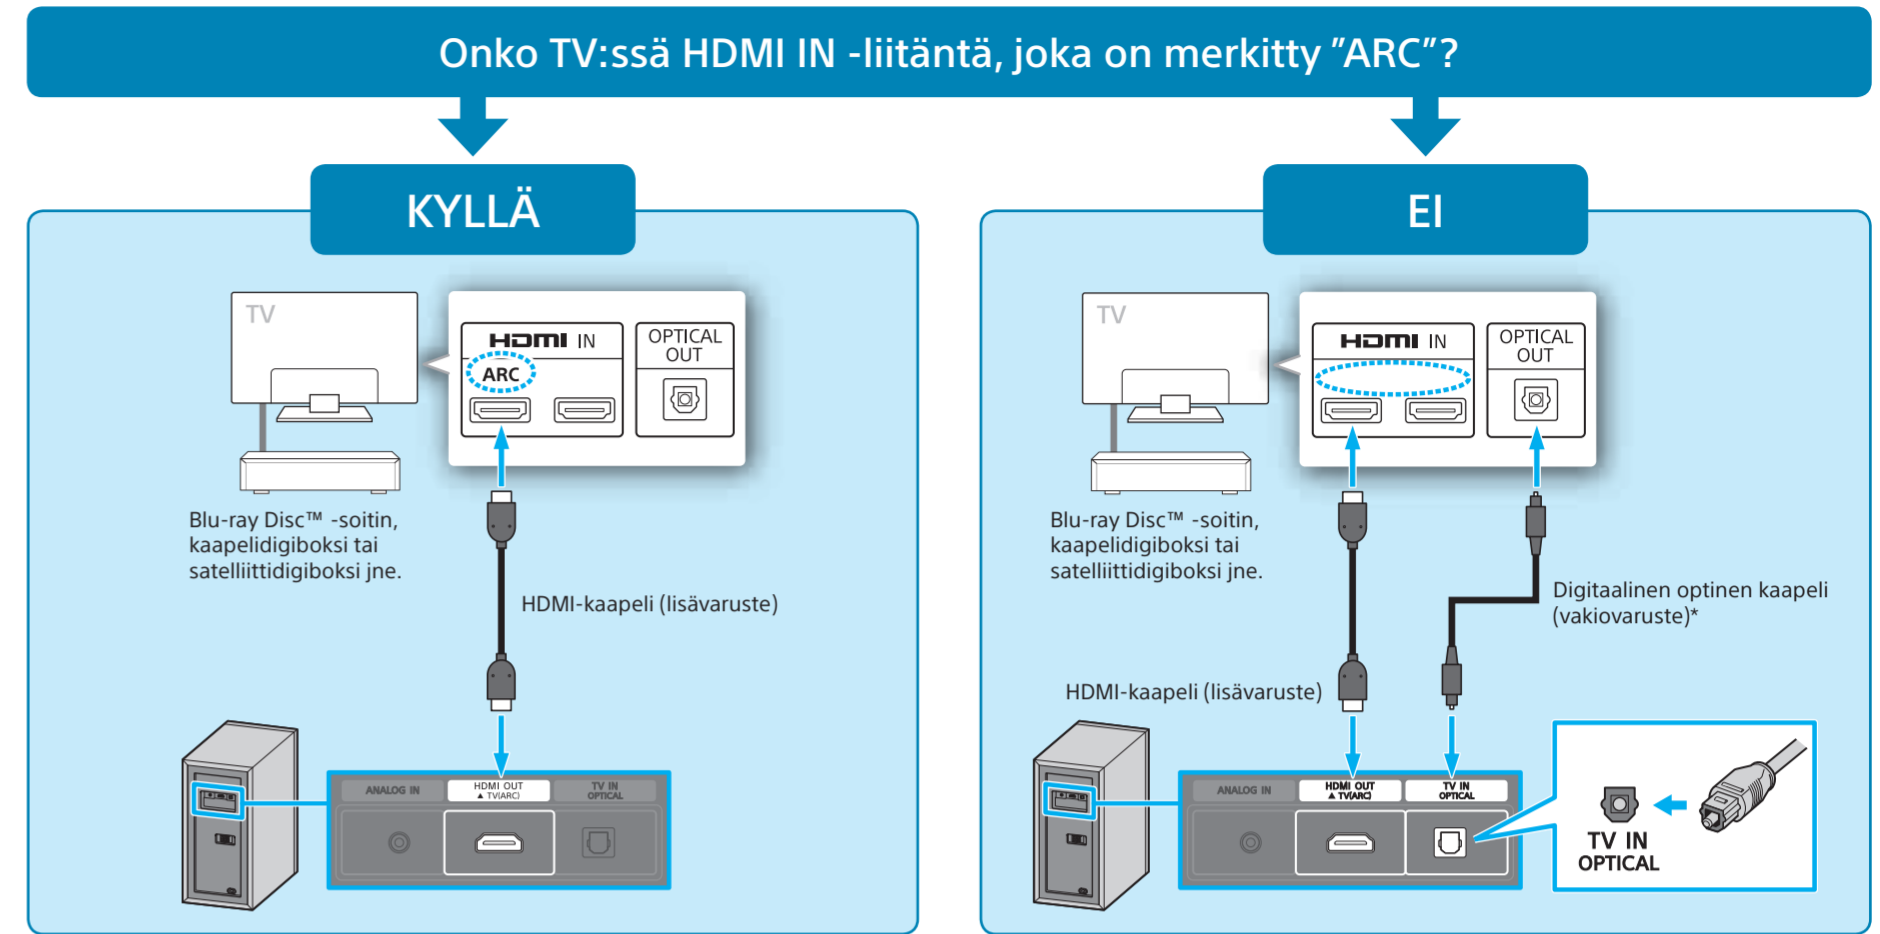 Onko TV:ssä HDMI IN -liitäntä, joka on merkitty "ARC"?
KYLLÄ
TV
HDMI IN
ARC
OPTICAL
OUT
Blu-ray Disc™ -soitin,
kaapelidigiboksi tai
satelliittidigiboksi jne.
HDMI-kaapeli (lisävaruste)
ANALOG IN
HDMI OUT
▲ TV(ARC)
TV IN
OPTICAL
EI
TV
HDMI IN
OPTICAL
OUT
Blu-ray Disc™ -soitin,
kaapelidigiboksi tai
satelliittidigiboksi jne.
Digitaalinen optinen kaapeli
(vakiovaruste)*
HDMI-kaapeli (lisävaruste)
ANALOG IN
HDMI OUT
▲ TV(ARC)
TV IN
OPTICAL
TV IN
OPTICAL